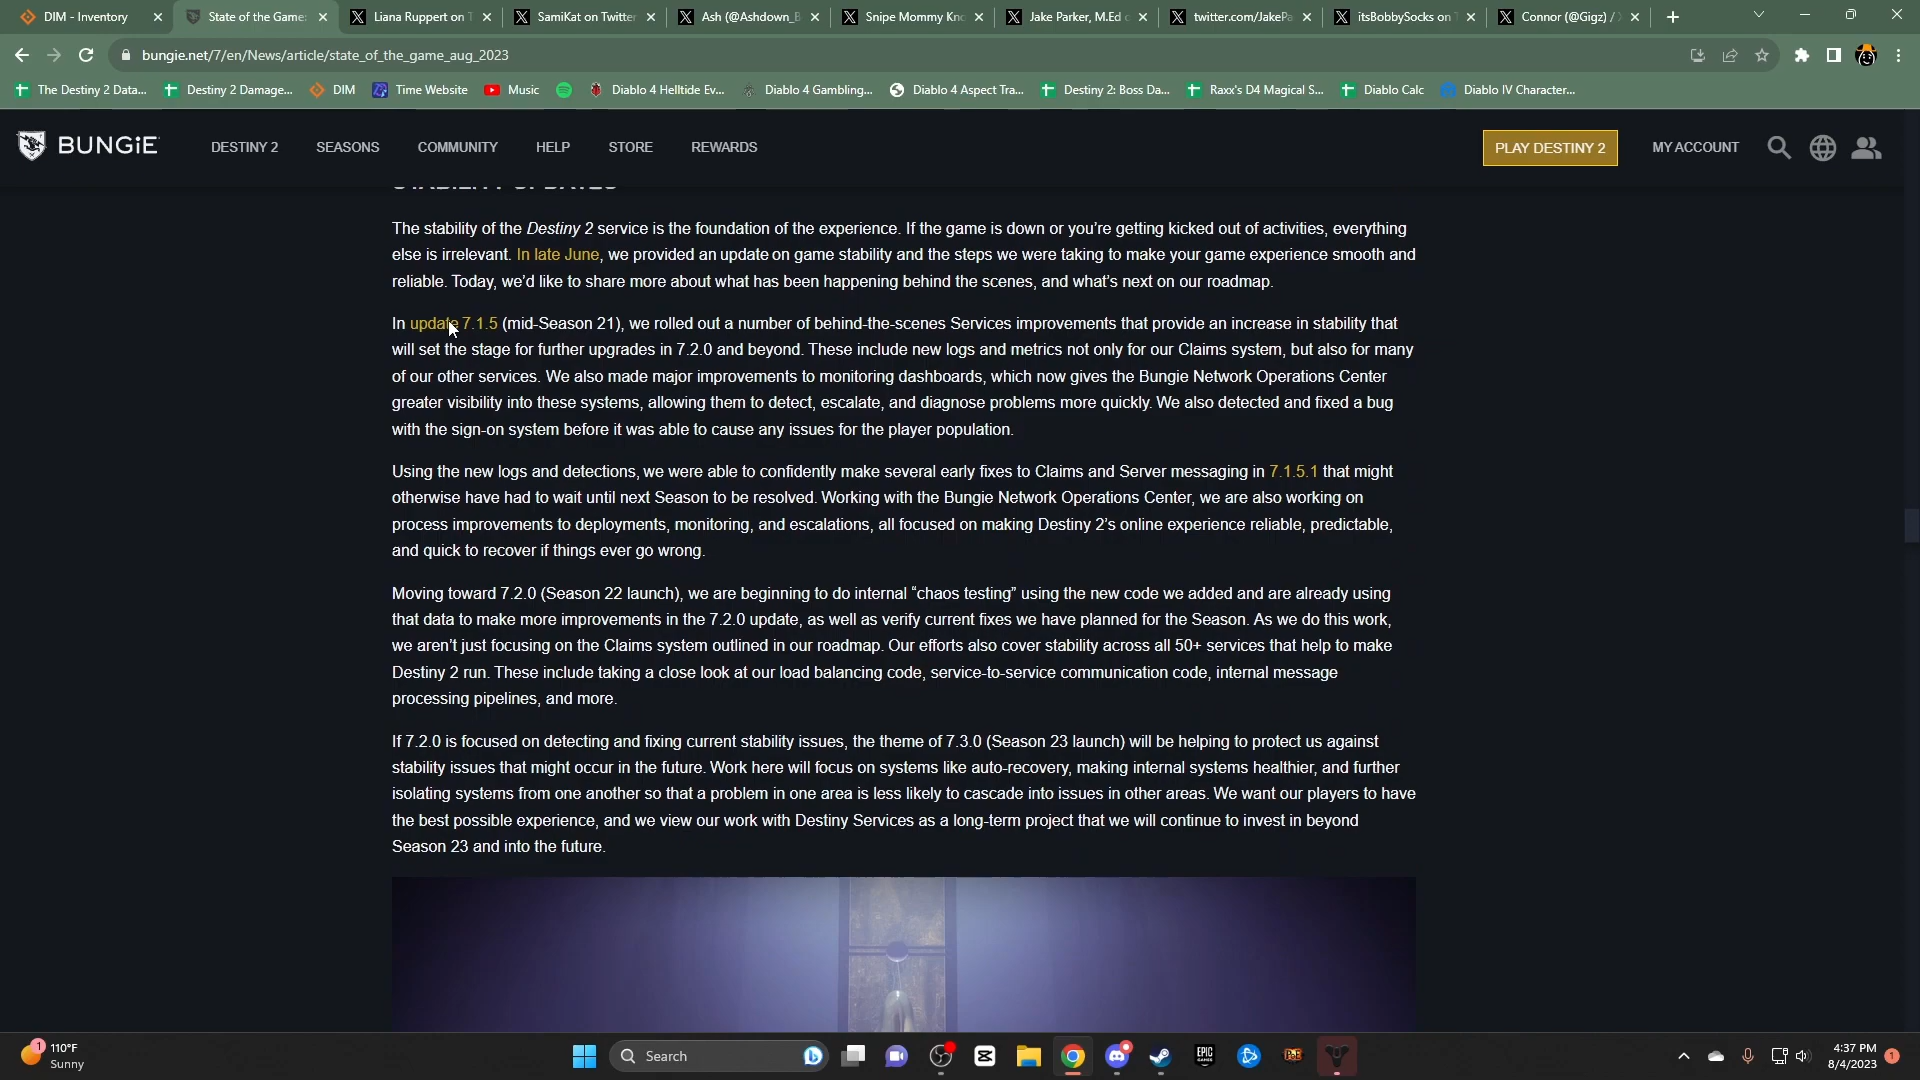 DIM - Inventory
State of the Game:
Liana Ruppert on
SamiKat on Twitter
Ash (@Ashdown_B
Snipe Mommy Kn
Jake Parker, M.Ed
twitter.com/JakePa
itsBobbySocks on
Connor (@Gigz) /
bungie.net/7/en/News/article/state_of_the_game_aug_2023
The Destiny 2 Data...
Destiny 2 Damage...
DIM
Time Website
Music
Diablo 4 Helltide Ev...
Diablo 4 Gambling...
Diablo 4 Aspect Tra...
Destiny 2: Boss Da...
Raxx's D4 Magical S...
Diablo Calc
Diablo IV Character...
BUNGiE
DESTINY 2
SEASONS
COMMUNITY
HELP
STORE
REWARDS
PLAY DESTINY 2
MY ACCOUNT
The stability of the Destiny 2 service is the foundation of the experience. If the game is down or you’re getting kicked out of activities, everything
else is irrelevant. In late June, we provided an update on game stability and the steps we were taking to make your game experience smooth and
reliable. Today, we’d like to share more about what has been happening behind the scenes, and what’s next on our roadmap.
In update 7.1.5 (mid-Season 21), we rolled out a number of behind-the-scenes Services improvements that provide an increase in stability that
will set the stage for further upgrades in 7.2.0 and beyond. These include new logs and metrics not only for our Claims system, but also for many
of our other services. We also made major improvements to monitoring dashboards, which now gives the Bungie Network Operations Center
greater visibility into these systems, allowing them to detect, escalate, and diagnose problems more quickly. We also detected and fixed a bug
with the sign-on system before it was able to cause any issues for the player population.
Using the new logs and detections, we were able to confidently make several early fixes to Claims and Server messaging in 7.1.5.1 that might
otherwise have had to wait until next Season to be resolved. Working with the Bungie Network Operations Center, we are also working on
process improvements to deployments, monitoring, and escalations, all focused on making Destiny 2’s online experience reliable, predictable,
and quick to recover if things ever go wrong.
Moving toward 7.2.0 (Season 22 launch), we are beginning to do internal “chaos testing” using the new code we added and are already using
that data to make more improvements in the 7.2.0 update, as well as verify current fixes we have planned for the Season. As we do this work,
we aren’t just focusing on the Claims system outlined in our roadmap. Our efforts also cover stability across all 50+ services that help to make
Destiny 2 run. These include taking a close look at our load balancing code, service-to-service communication code, internal message
processing pipelines, and more.
If 7.2.0 is focused on detecting and fixing current stability issues, the theme of 7.3.0 (Season 23 launch) will be helping to protect us against
stability issues that might occur in the future. Work here will focus on systems like auto-recovery, making internal systems healthier, and further
isolating systems from one another so that a problem in one area is less likely to cascade into issues in other areas. We want our players to have
the best possible experience, and we view our work with Destiny Services as a long-term project that we will continue to invest in beyond
Season 23 and into the future.
1
110°F
Sunny
Search
EPIC
GAMES
PoE
4:37 PM
8/4/2023
1